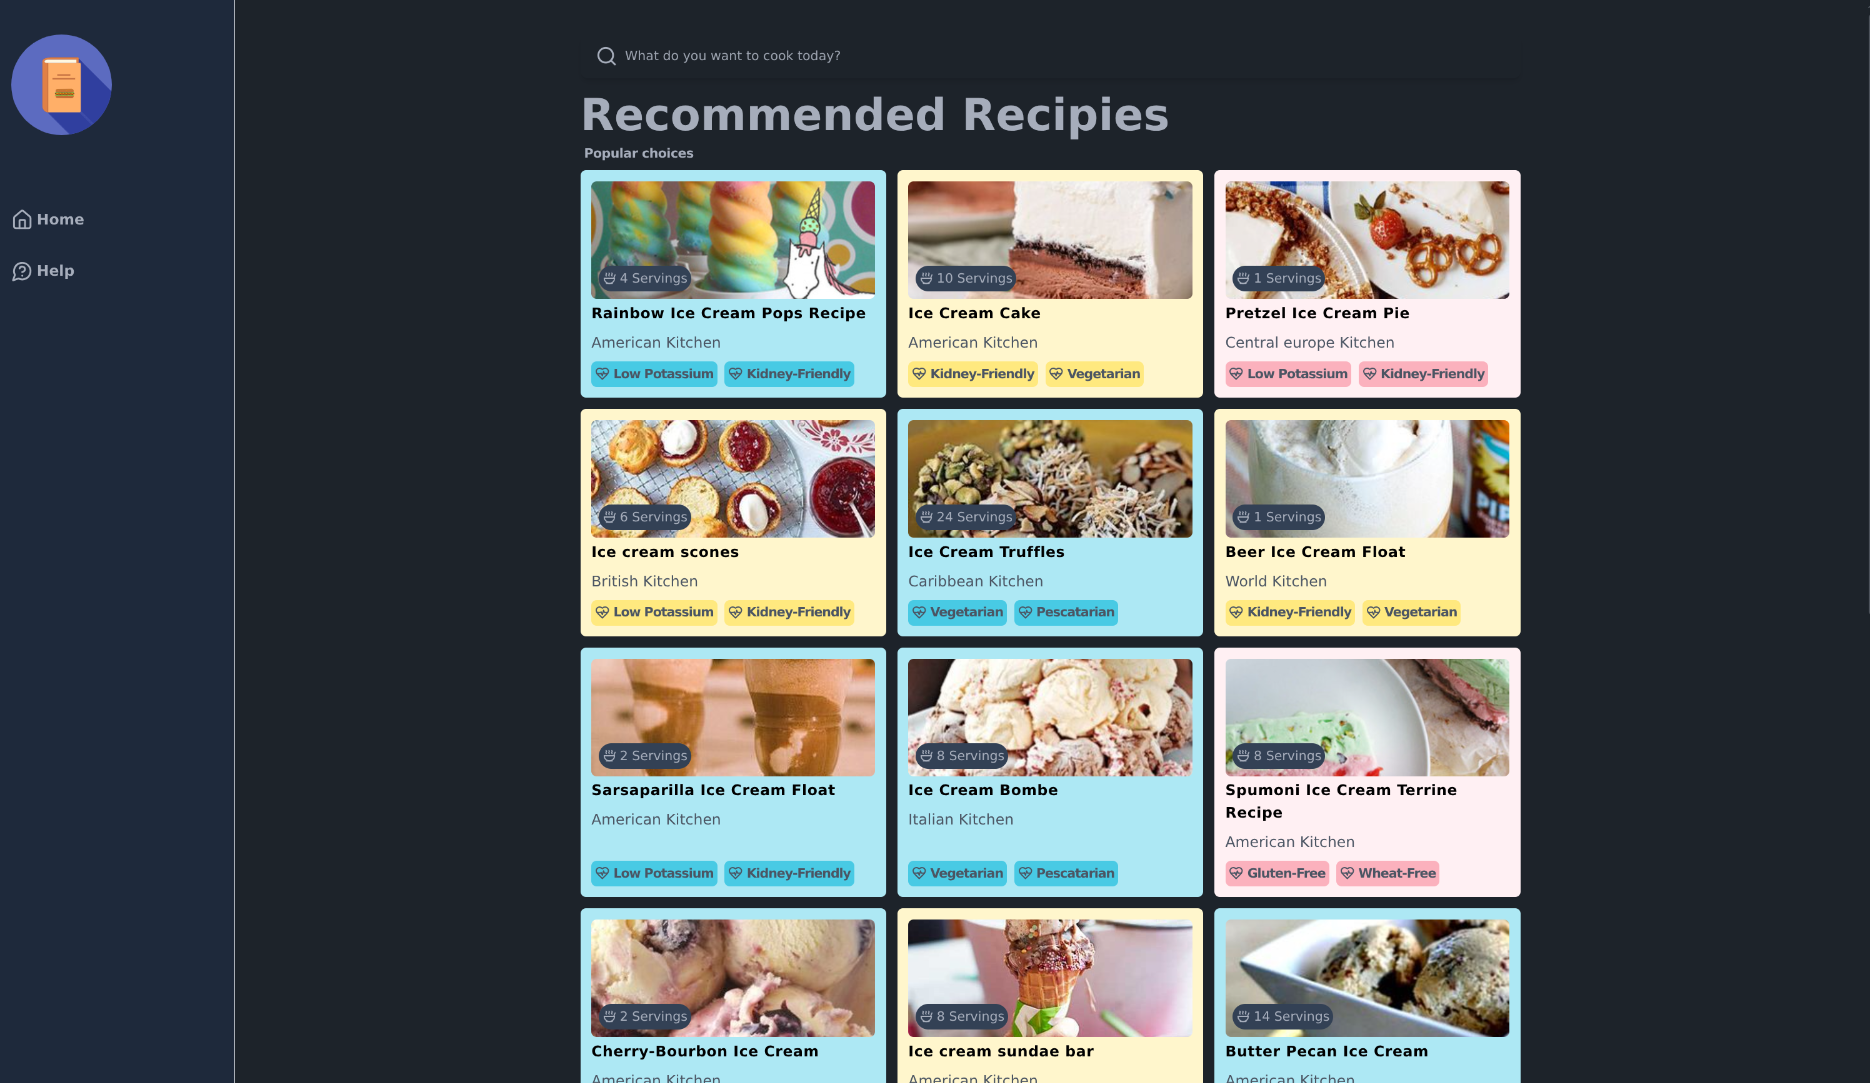 What do you want to cook today?
Recommended Recipies
Popular choices
Home
Help
4 Servings
Rainbow Ice Cream Pops Recipe
American Kitchen
Low Potassium Kidney-Friendly
10 Servings
Ice Cream Cake
American Kitchen
Kidney-Friendly Vegetarian
1 Servings
Pretzel Ice Cream Pie
Central europe Kitchen
Low Potassium Kidney-Friendly
6 Servings
Ice cream scones
British Kitchen
Low Potassium Kidney-Friendly
24 Servings
Ice Cream Truffles
Caribbean Kitchen
Vegetarian Pescatarian
1 Servings
Beer Ice Cream Float
World Kitchen
Kidney-Friendly Vegetarian
2 Servings
Sarsaparilla Ice Cream Float
American Kitchen
Low Potassium Kidney-Friendly
8 Servings
Ice Cream Bombe
Italian Kitchen
Vegetarian Pescatarian
8 Servings
Spumoni Ice Cream Terrine
Recipe
American Kitchen
Gluten-Free Wheat-Free
2 Servings
Cherry-Bourbon Ice Cream
American Kitchen
8 Servings
Ice cream sundae bar
American Kitchen
14 Servings
Butter Pecan Ice Cream
American Kitchen